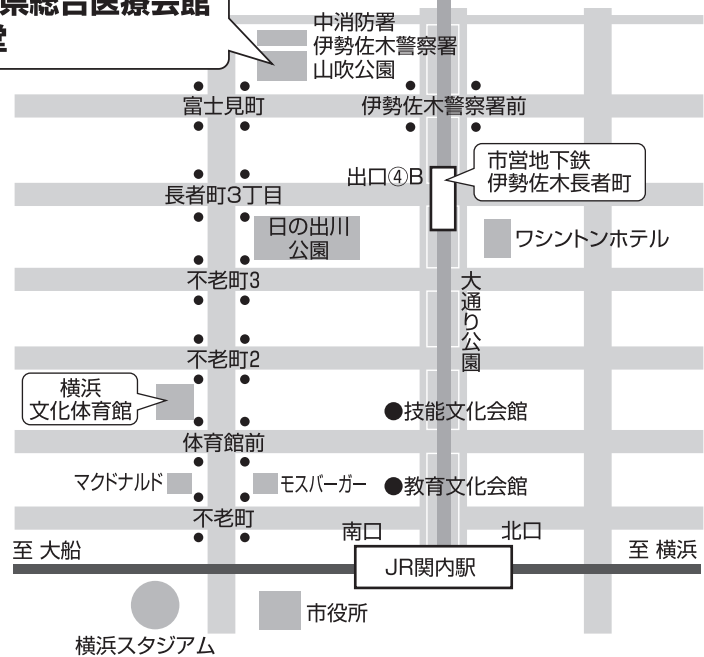 県総合医療会館
堂
中消防署
伊勢佐木警察署
山吹公園
富士見町
伊勢佐木警察署前
出口④B
市営地下鉄
伊勢佐木長者町
長者町3丁目
日の出川
公園
ワシントンホテル
不老町3
大通り公園
不老町2
横浜
文化体育館
技能文化会館
体育館前
マクドナルド
モスバーガー
教育文化会館
不老町
南口
北口
至 大船
至 横浜
JR関内駅
市役所
横浜スタジアム